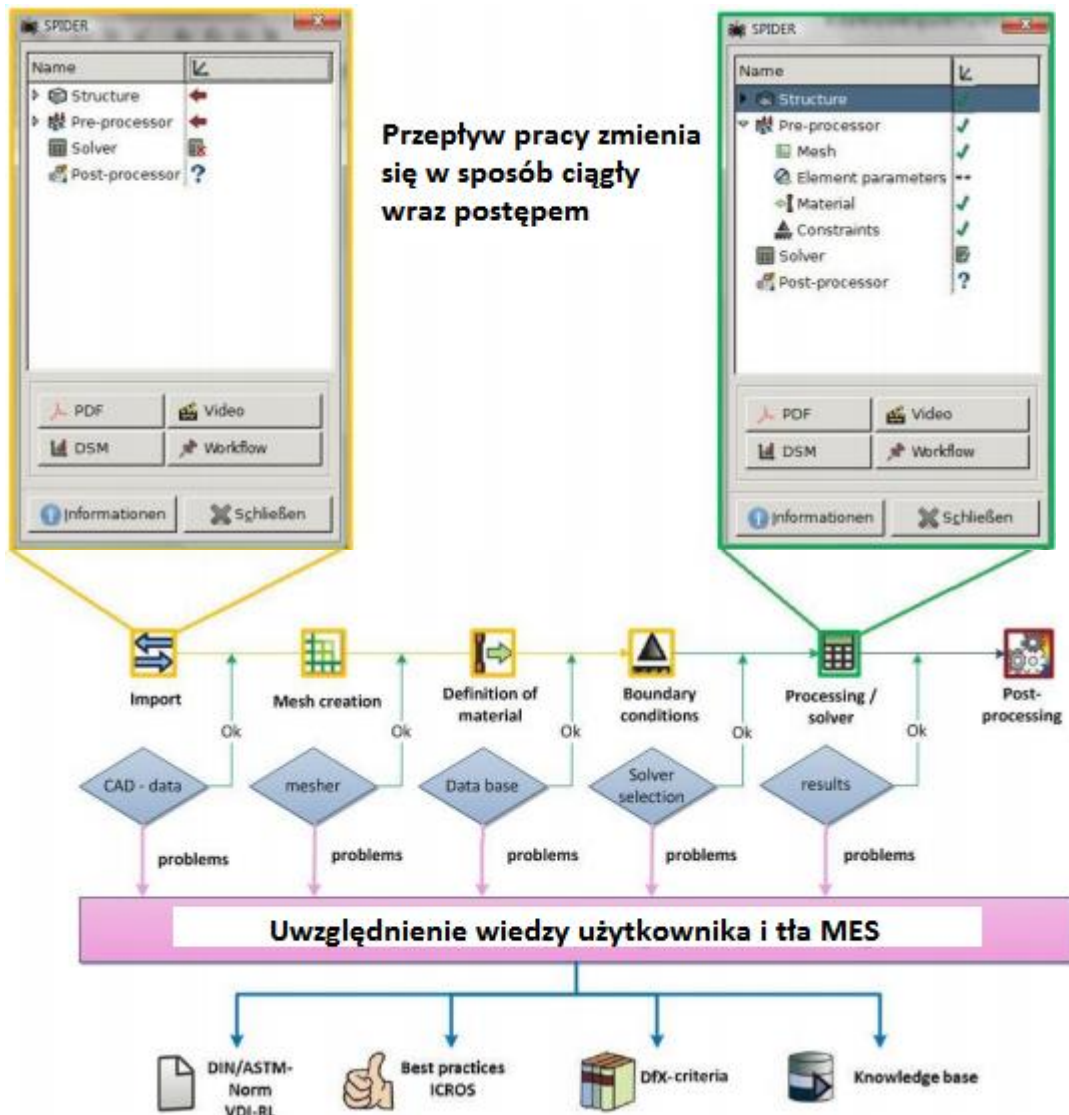 SPIDER
Name
Structure
Pre-processor
Solver
Post-processor ?
PDF
Video
DSM
Workflow
Informationen
Schließen
Przepływ pracy zmienia
się w sposób ciągły
wraz postępem
SPIDER
Name
Structure
Pre-processor
Mesh
Element parameters --
Material
Constraints
Solver
Post-processor ?
PDF
Video
DSM
Workflow
Informationen
Schließen
Import
Mesh creation
Definition of
material
Boundary
conditions
Processing /
solver
Post-
processing
Ok
Ok
Ok
Ok
Ok
CAD - data
mesher
Data base
Solver
selection
results
problems
problems
problems
problems
problems
Uwzględnienie wiedzy użytkownika i tła MES
DIN/ASTM-
Norm
VDI-RL
Best practices
ICROS
DfX-criteria
Knowledge base